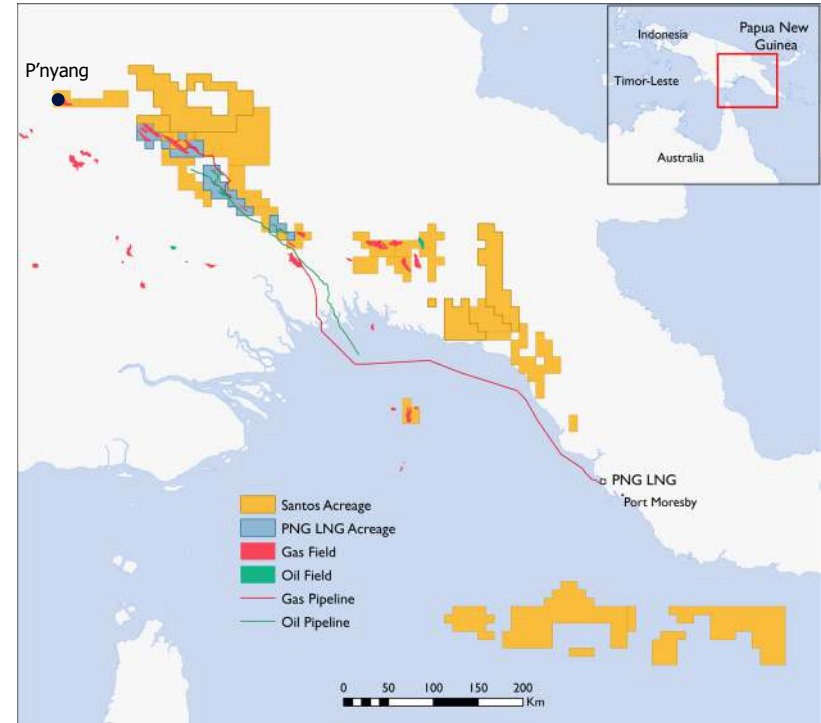 P'nyang
Indonesia
Papua New
Guinea
Timor-Leste
Australia
PNG LNG
Port Moresby
Santos Acreage
PNG LNG Acreage
Gas Field
Oil Field
Gas Pipeline
Oil Pipeline
0 50 100 150 200
Km